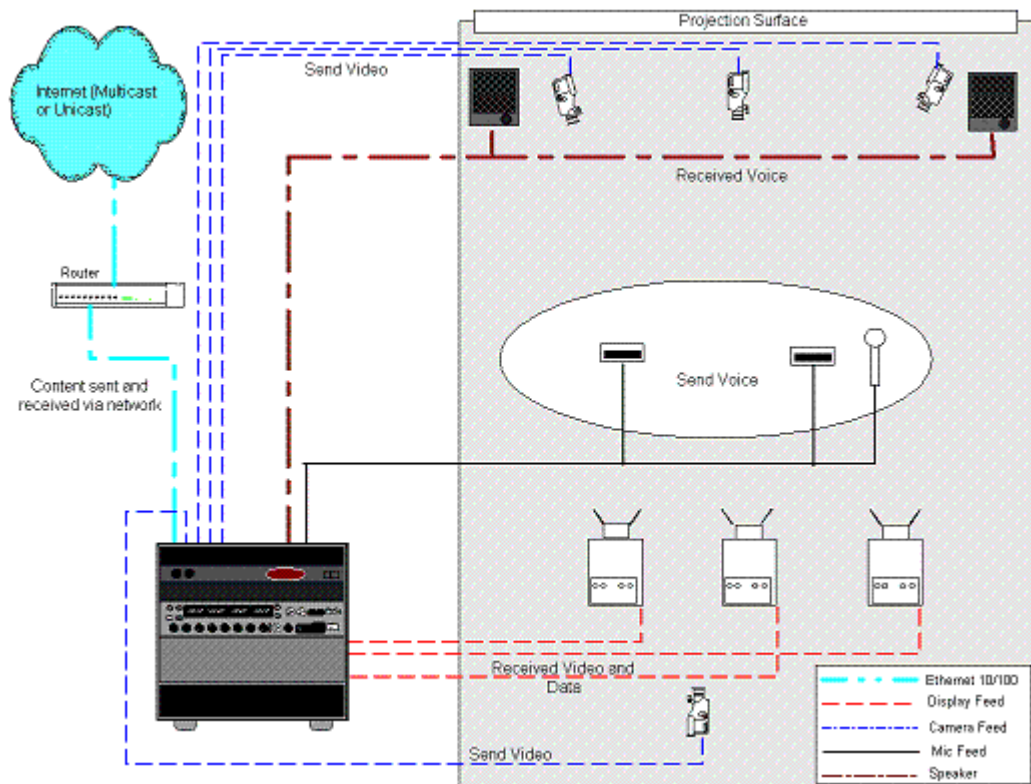 Projection Surface
Send Video
Internet (Multicast
or Unicast)
Received Voice
Router
Content sent and
received via network
Send Voice
Received Video and
Data
Send Video
Ethernet 10/100
Display Feed
Camera Feed
Mic Feed
Speaker